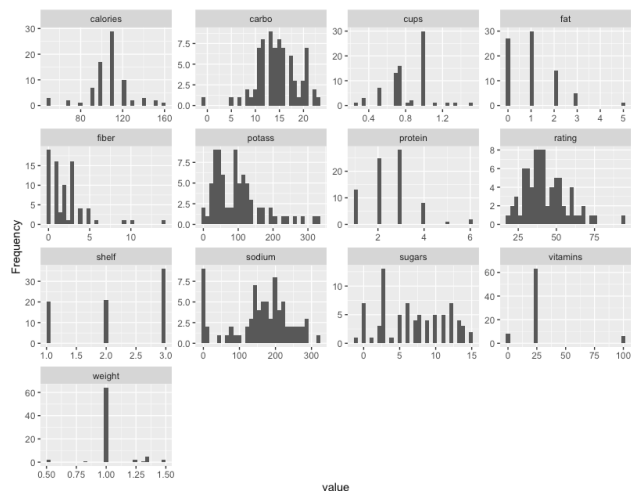 calories carbo cups fat
30
20
10
0
80 120 160
7.5
5.0
2.5
0.0
0 5 10 15 20
30
20
10
0
0.4 0.8 1.2
30
20
10
0
0 1 2 3 4 5
fiber potass protein rating
15
10
5
0
0 5 10
7.5
5.0
2.5
0.0
0 100 200 300
20
10
0
2 4 6
8
6
4
2
0
25 50 75
shelf sodium sugars vitamins
30
20
10
0
1.0 1.5 2.0 2.5 3.0
7.5
5.0
2.5
0.0
0 100 200 300
10
5
0
0 5 10 15
60
40
20
0
0 25 50 75 100
weight
60
40
20
0
0.50 0.75 1.00 1.25 1.50
Frequency
value